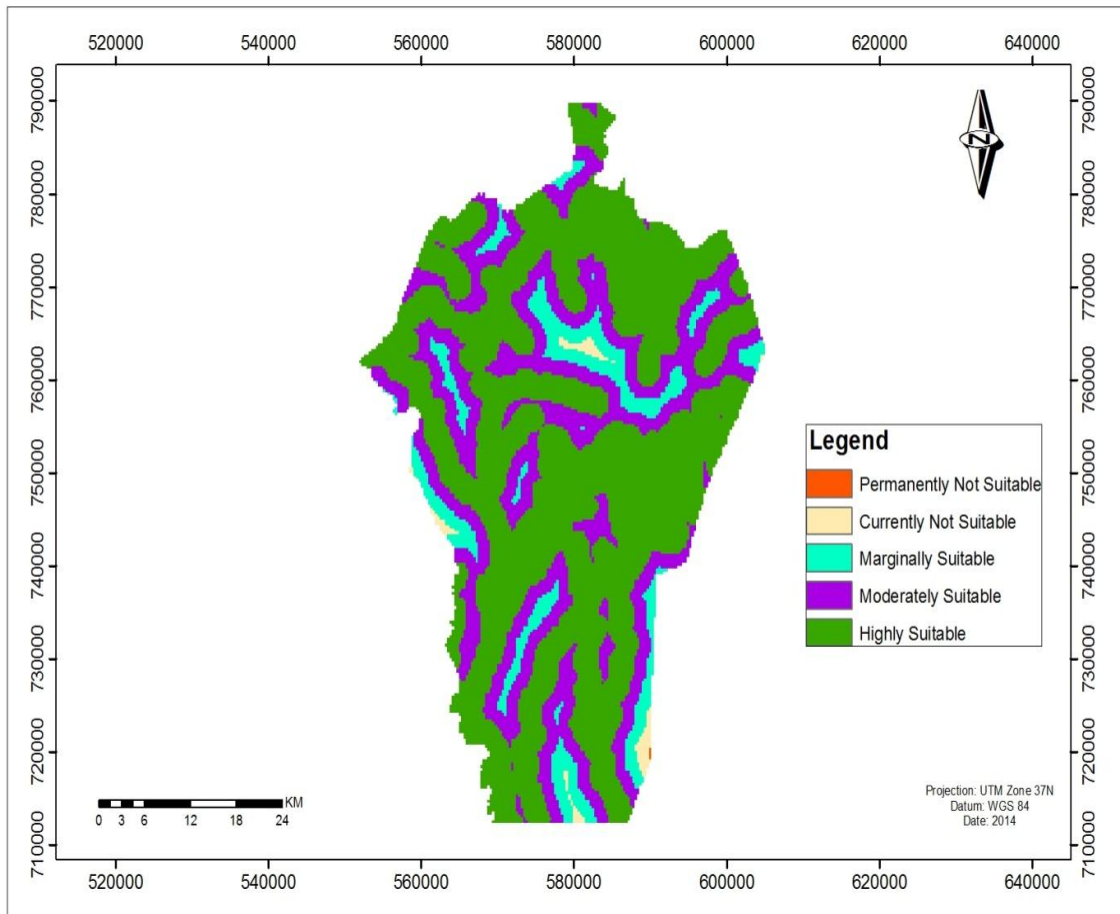 520000 540000 560000 580000 600000 620000 640000
790000 790000
780000 780000
770000 770000
760000 760000
750000 750000
740000 740000
730000 730000
720000 720000
710000 710000
N
Legend
Permanently Not Suitable
Currently Not Suitable
Marginally Suitable
Moderately Suitable
Highly Suitable
KM
0 3 6 12 18 24
Projection: UTM Zone 37N
Datum: WGS 84
Date: 2014
520000 540000 560000 580000 600000 620000 640000